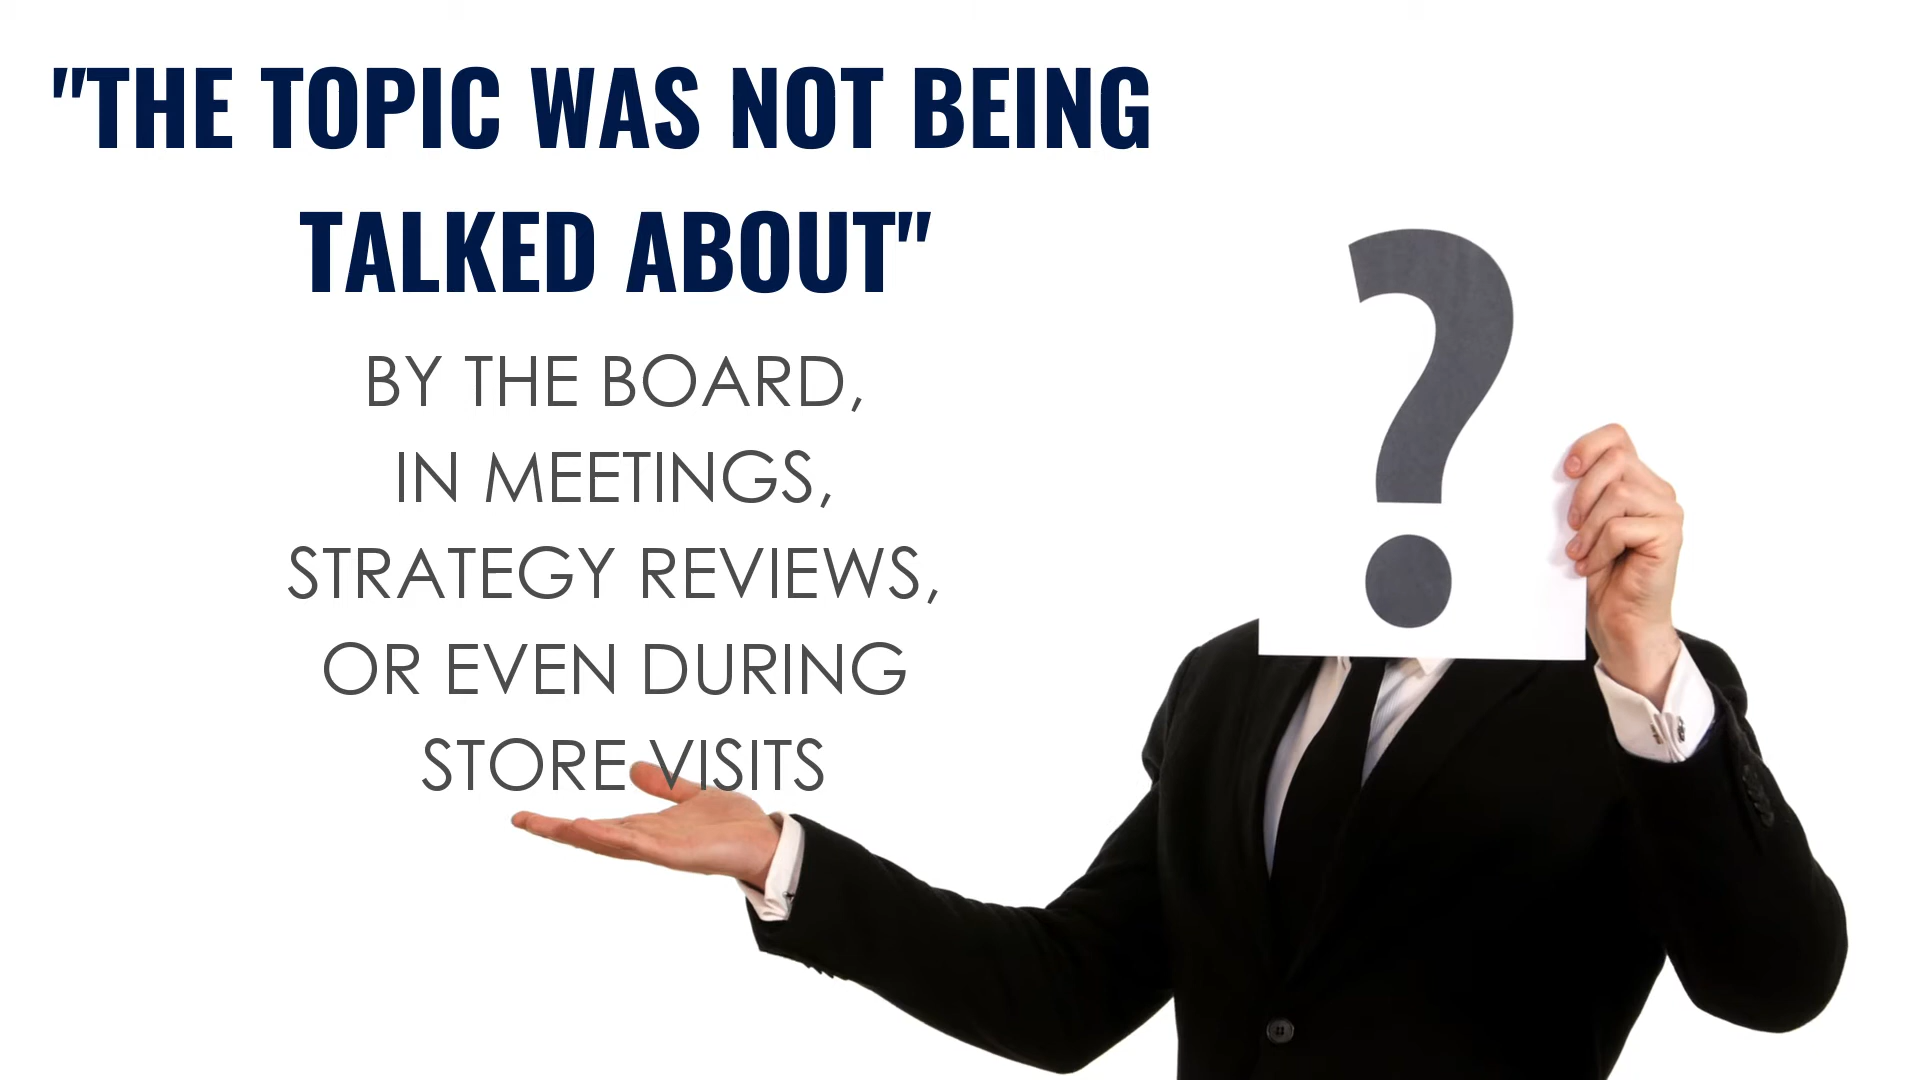 "THE TOPIC WAS NOT BEING
TALKED ABOUT"
BY THE BOARD,
IN MEETINGS,
STRATEGY REVIEWS,
OR EVEN DURING
STORE VISITS
?